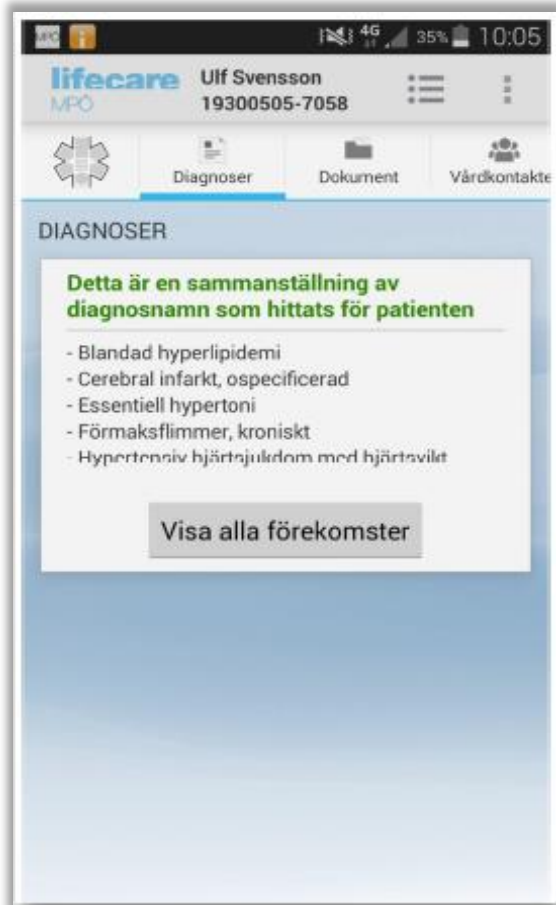 MPÖ 4G 35% 10:05
lifecare
MPÖ
Ulf Svensson
19300505-7058
Diagnoser
Dokument
Vårdkontakte
DIAGNOSER
Detta är en sammanställning av
diagnosnamn som hittats för patienten
- Blandad hyperlipidemi
- Cerebral infarkt, ospecificerad
- Essentiell hypertoni
- Förmaksflimmer, kroniskt
- Hypertensiv hjärtsjukdom med hjärtsvikt
Visa alla förekomster